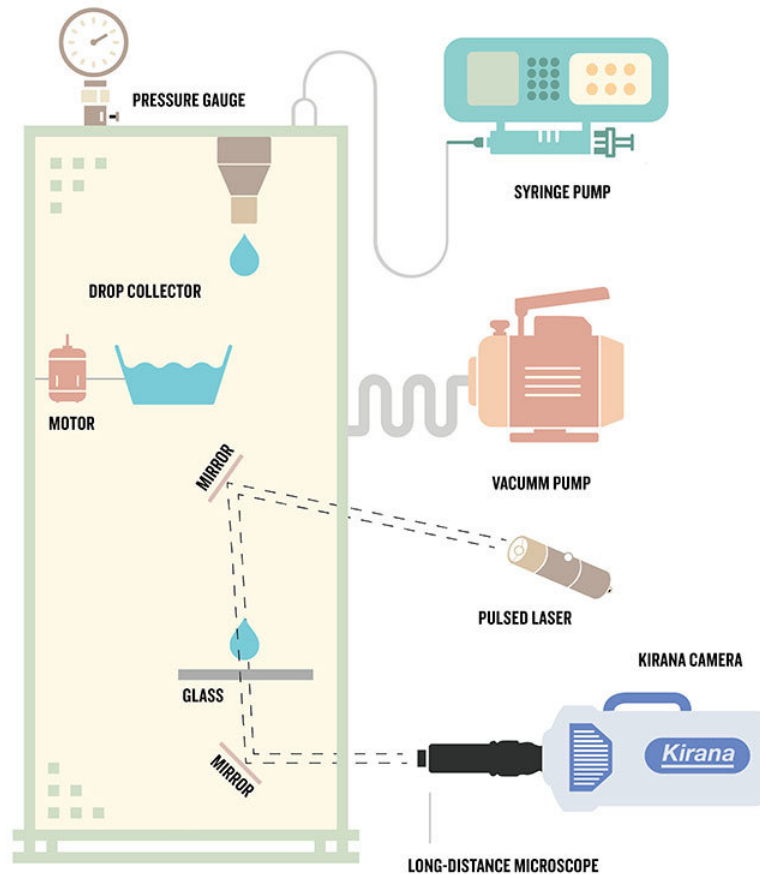 PRESSURE GAUGE
SYRINGE PUMP
DROP COLLECTOR
MOTOR
VACUMM PUMP
MIRROR
PULSED LASER
KIRANA CAMERA
GLASS
Kirana
MIRROR
LONG-DISTANCE MICROSCOPE